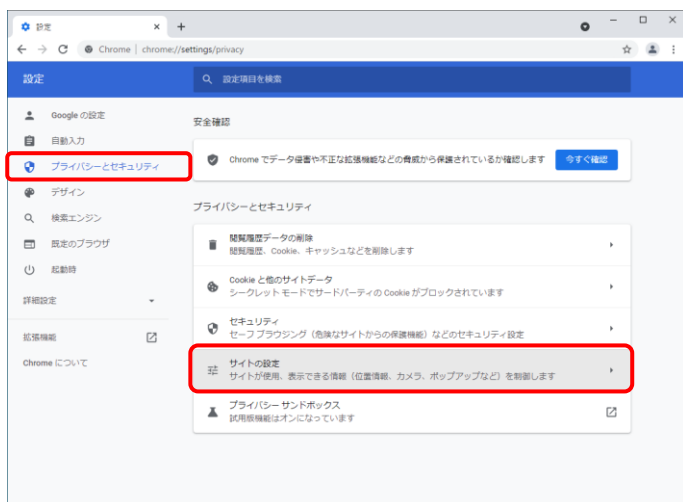 設定
Chrome | chrome://settings/privacy
設定
設定項目を検索
Google の設定
自動入力
プライバシーとセキュリティ
デザイン
検索エンジン
既定のブラウザ
起動時
詳細設定
拡張機能
Chrome について
安全確認
Chrome でデータ侵害や不正な拡張機能などの脅威から保護されているか確認します
今すぐ確認
プライバシーとセキュリティ
閲覧履歴データの削除
閲覧履歴、Cookie、キャッシュなどを削除します
Cookie と他のサイトデータ
シークレット モードでサードパーティの Cookie がブロックされています
セキュリティ
セーフ ブラウジング（危険なサイトからの保護機能）などのセキュリティ設定
サイトの設定
サイトが使用、表示できる情報（位置情報、カメラ、ポップアップなど）を制御します
プライバシー サンドボックス
試用版機能はオンになっています